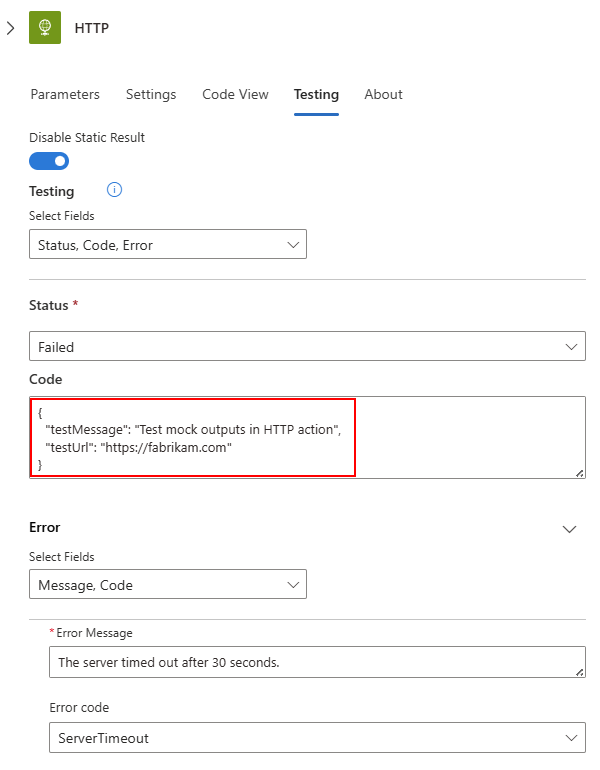 HTTP
Parameters Settings Code View Testing About
Disable Static Result
Testing
Select Fields
Status, Code, Error
Status *
Failed
Code
{
"testMessage": "Test mock outputs in HTTP action",
"testUrl": "https://fabrikam.com"
}
Error
Select Fields
Message, Code
* Error Message
The server timed out after 30 seconds.
Error code
ServerTimeout